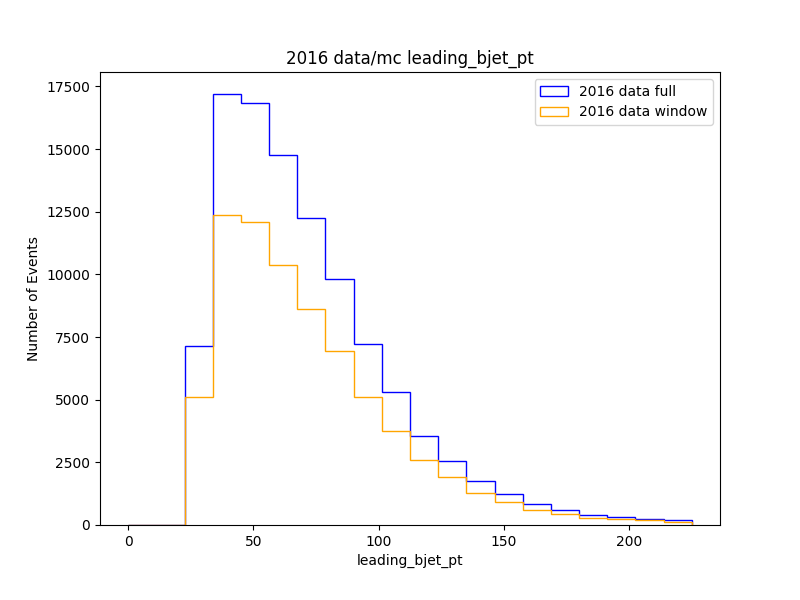 2016 data/mc leading_bjet_pt
2016 data full
2016 data window
17500
15000
12500
10000
7500
5000
2500
0
Number of Events
0 50 100 150 200
leading_bjet_pt